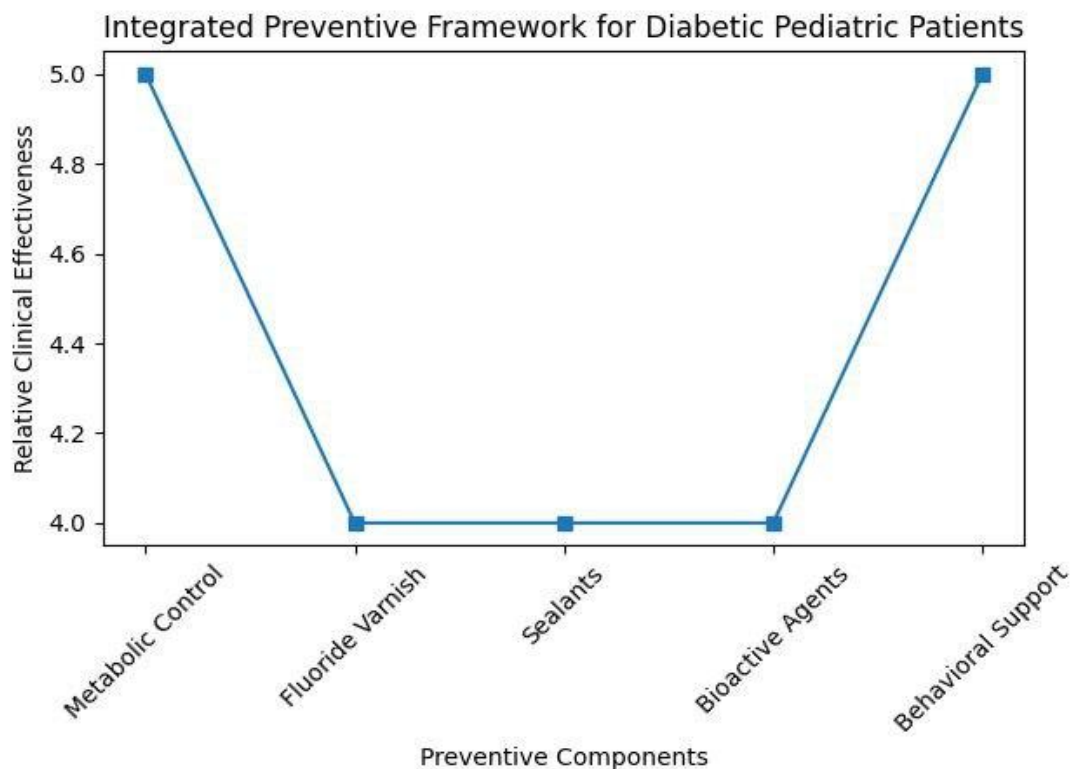 Integrated Preventive Framework for Diabetic Pediatric Patients
Relative Clinical Effectiveness
5.0
4.8
4.6
4.4
4.2
4.0
Metabolic Control
Fluoride Varnish
Sealants
Bioactive Agents
Behavioral Support
Preventive Components